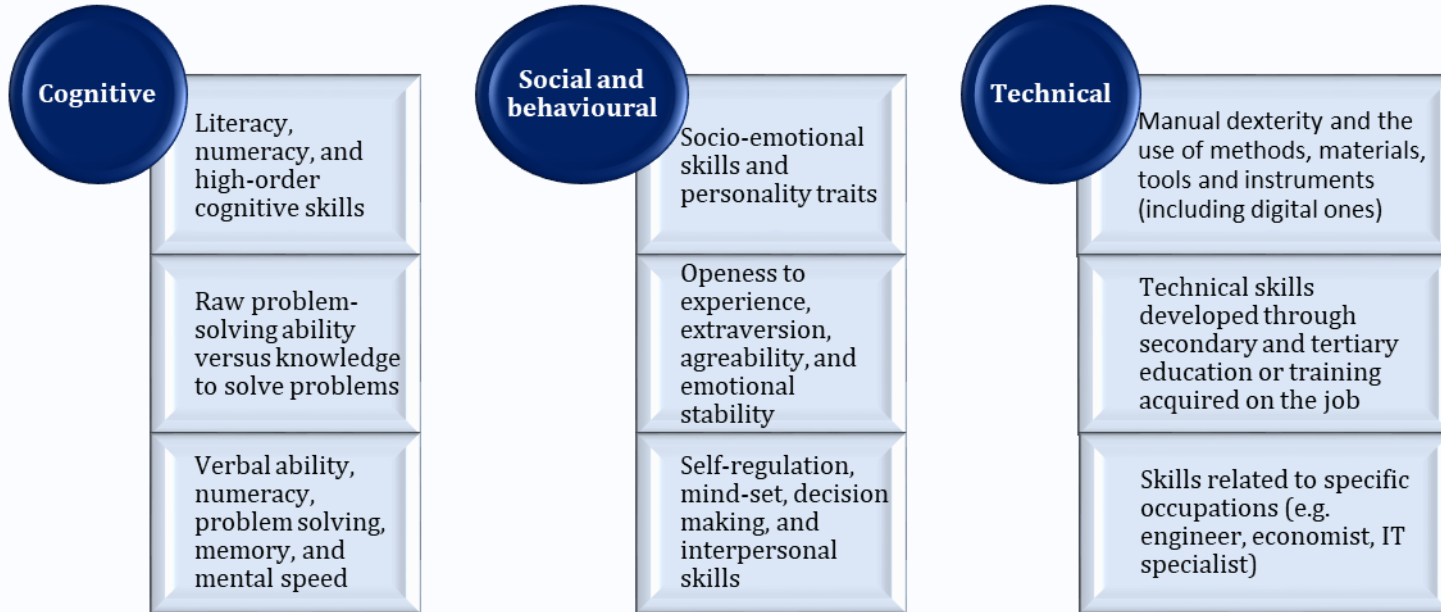 Cognitive
Literacy,
numeracy, and
high-order
cognitive skills
Raw problem-
solving ability
versus knowledge
to solve problems
Verbal ability,
numeracy,
problem solving,
memory, and
mental speed
Social and
behavioural
Socio-emotional
skills and
personality traits
Openess to
experience,
extraversion,
agreability, and
emotional
stability
Self-regulation,
mind-set, decision
making, and
interpersonal
skills
Technical
Manual dexterity and the
use of methods, materials,
tools and instruments
(including digital ones)
Technical skills
developed through
secondary and tertiary
education or training
acquired on the job
Skills related to specific
occupations (e.g.
engineer, economist, IT
specialist)